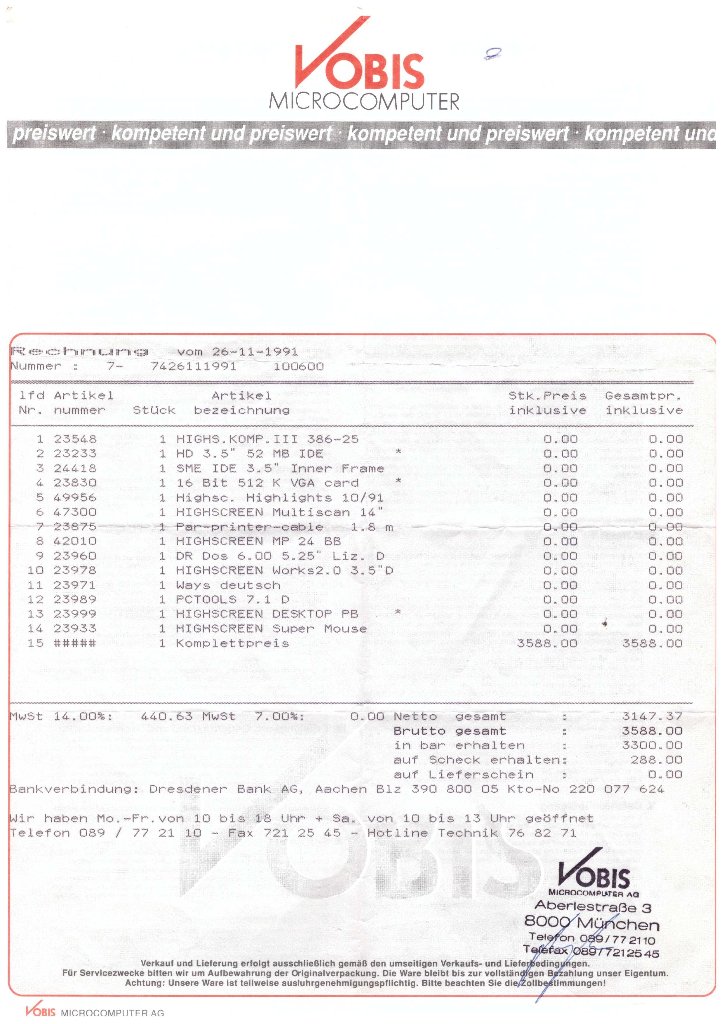 VOBIS
MICROCOMPUTER
preiswert · kompetent und preiswert · kompetent und preiswert · kompetent und
Rechnung vom 26-11-1991
Nummer : 7- 7426111991 100600
lfd Artikel Artikel Stk.Preis Gesamtpr.
Nr. nummer Stück bezeichnung inklusive inklusive
1 23548 1 HIGHS.KOMP.III 386-25 0.00 0.00
2 23233 1 HD 3.5" 52 MB IDE * 0.00 0.00
3 24418 1 SME IDE 3.5" Inner Frame 0.00 0.00
4 23830 1 16 Bit 512 K VGA card * 0.00 0.00
5 49956 1 Highsc. Highlights 10/91 0.00 0.00
6 47300 1 HIGHSCREEN Multiscan 14" 0.00 0.00
7 23875 1 Par-printer-cable 1.8 m 0.00 0.00
8 42010 1 HIGHSCREEN MP 24 BB 0.00 0.00
9 23960 1 DR Dos 6.00 5.25" Liz. D 0.00 0.00
10 23978 1 HIGHSCREEN Works2.0 3.5"D 0.00 0.00
11 23971 1 Ways deutsch 0.00 0.00
12 23989 1 PCTOOLS 7.1 D 0.00 0.00
13 23999 1 HIGHSCREEN DESKTOP PB * 0.00 0.00
14 23933 1 HIGHSCREEN Super Mouse 0.00 0.00
15 ##### 1 Komplettpreis 3588.00 3588.00
MwSt 14.00%: 440.63 MwSt 7.00%: 0.00 Netto gesamt : 3147.37
Brutto gesamt : 3588.00
in bar erhalten : 3300.00
auf Scheck erhalten: 288.00
auf Lieferschein : 0.00
Bankverbindung: Dresdener Bank AG, Aachen Blz 390 800 05 Kto-No 220 077 624
Wir haben Mo.-Fr.von 10 bis 18 Uhr + Sa. von 10 bis 13 Uhr geöffnet
Telefon 089 / 77 21 10 - Fax 721 25 45 - Hotline Technik 76 82 71
VOBIS
VOBIS
MICROCOMPUTER AG
Aberlestraße 3
8000 München
Telefon 089/772110
Telefax 089/7212545
Verkauf und Lieferung erfolgt ausschließlich gemäß den umseitigen Verkaufs- und Lieferbedingungen.
Für Servicezwecke bitten wir um Aufbewahrung der Originalverpackung. Die Ware bleibt bis zur vollständigen Bezahlung unser Eigentum.
Achtung: Unsere Ware ist teilweise ausfuhrgenehmigungspflichtig. Bitte beachten Sie die Zollbestimmungen!
VOBIS MICROCOMPUTER AG